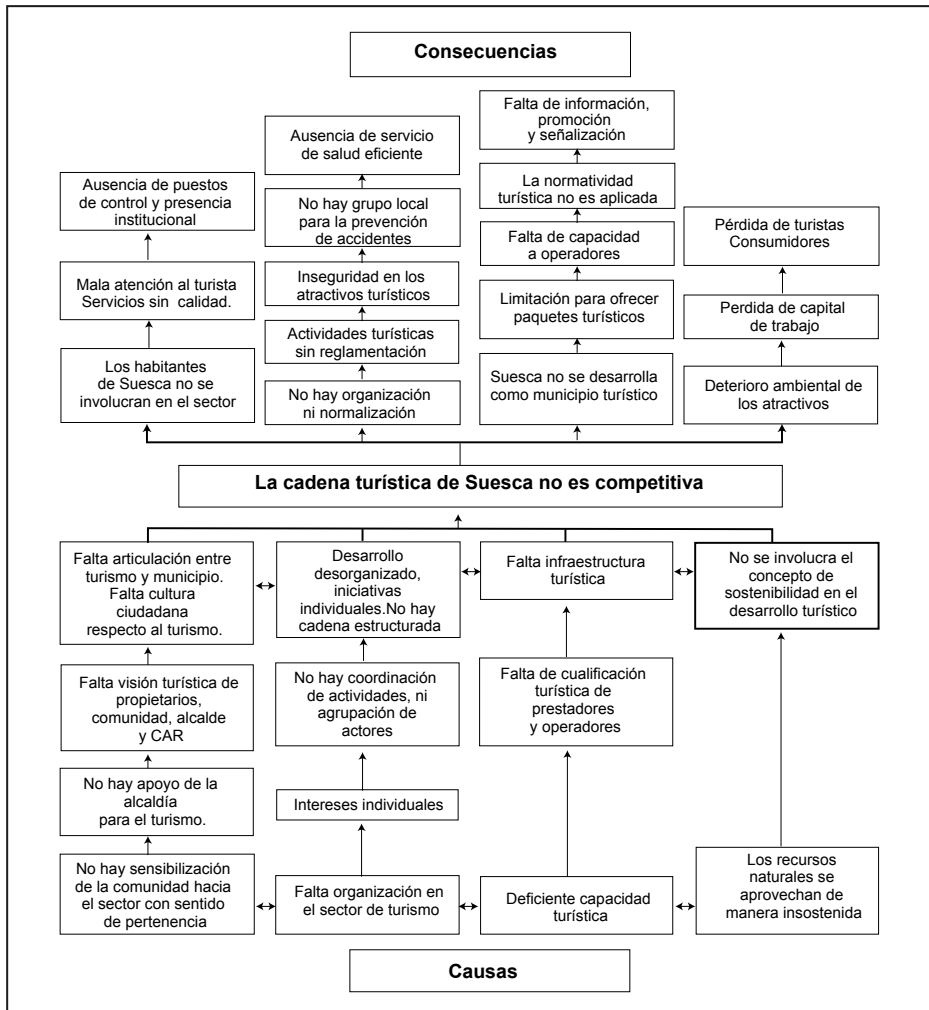 Consecuencias
Ausencia de puestos
de control y presencia
institucional
Mala atención al turista
Servicios sin calidad.
Los habitantes
de Suesca no se
involucran en el sector
Ausencia de servicio
de salud eficiente
No hay grupo local
para la prevención
de accidentes
Inseguridad en los
atractivos turísticos
Actividades turísticas
sin reglamentación
No hay organización
ni normalización
Falta de información,
promoción
y señalización
La normatividad
turística no es aplicada
Falta de capacidad
a operadores
Limitación para ofrecer
paquetes turísticos
Suesca no se desarrolla
como municipio turístico
Pérdida de turistas
Consumidores
Perdida de capital
de trabajo
Deterioro ambiental de
los atractivos
La cadena turística de Suesca no es competitiva
Falta articulación entre
turismo y municipio.
Falta cultura
ciudadana
respecto al turismo.
Falta visión turística de
propietarios,
comunidad, alcalde
y CAR
No hay apoyo de la
alcaldía
para el turismo.
No hay sensibilización
de la comunidad hacia
el sector con sentido
de pertenencia
Desarrollo
desorganizado,
iniciativas
individuales.No hay
cadena estructurada
No hay coordinación
de actividades, ni
agrupación de
actores
Intereses individuales
Falta organización en
el sector de turismo
Falta infraestructura
turística
Falta de cualificación
turística de
prestadores
y operadores
Deficiente capacidad
turística
No se involucra el
concepto de
sostenibilidad en el
desarrollo turístico
Los recursos
naturales se
aprovechan de
manera insostenida
Causas